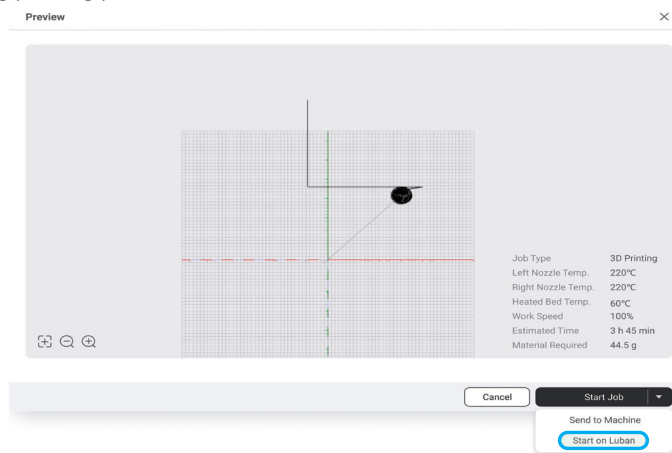 Preview
Job Type 3D Printing
Left Nozzle Temp. 220℃
Right Nozzle Temp. 220℃
Heated Bed Temp. 60℃
Work Speed 100%
Estimated Time 3 h 45 min
Material Required 44.5 g
Cancel Start Job
Send to Machine
Start on Luban